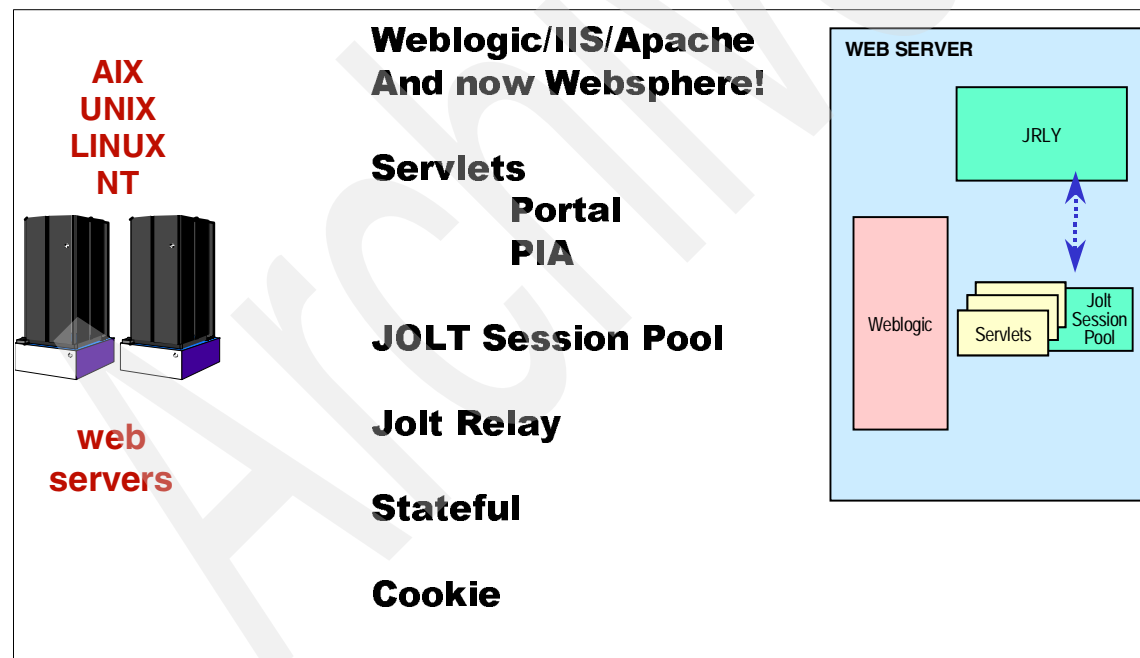 AIX
UNIX
LINUX
NT
web
servers
Weblogic/IIS/Apache
And now Websphere!
Servlets
Portal
PIA
JOLT Session Pool
Jolt Relay
Stateful
Cookie
WEB SERVER
JRLY
Weblogic
Servlets
Jolt
Session
Pool